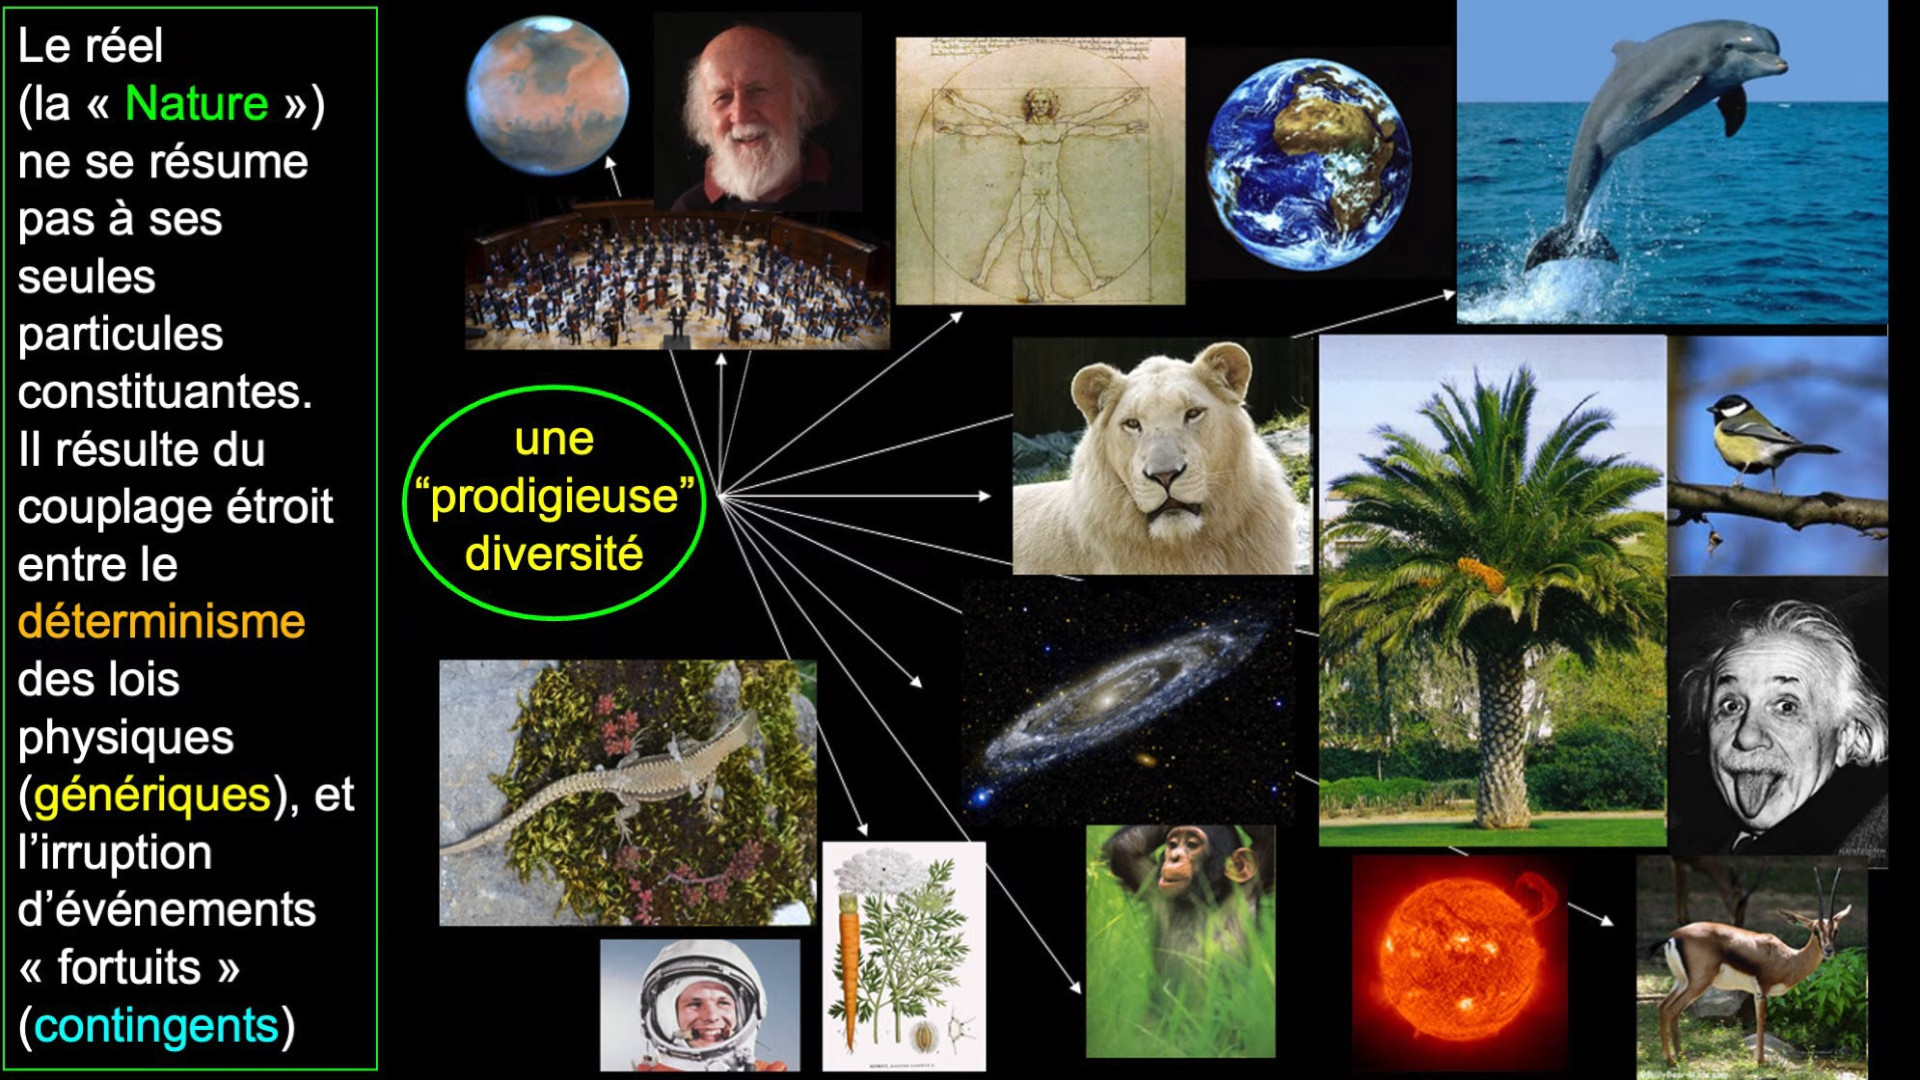 Le réel
(la « Nature »)
ne se résume
pas à ses
seules
particules
constituantes.
Il résulte du
couplage étroit
entre le
déterminisme
des lois
physiques
(génériques), et
l’irruption
d’événements
« fortuits »
(contingents)
une
“prodigieuse”
diversité